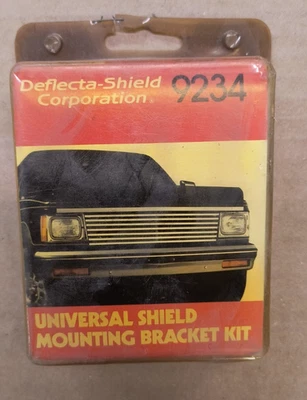 Deflecta-Shield 9234
Corporation®
UNIVERSAL SHIELD
MOUNTING BRACKET KIT